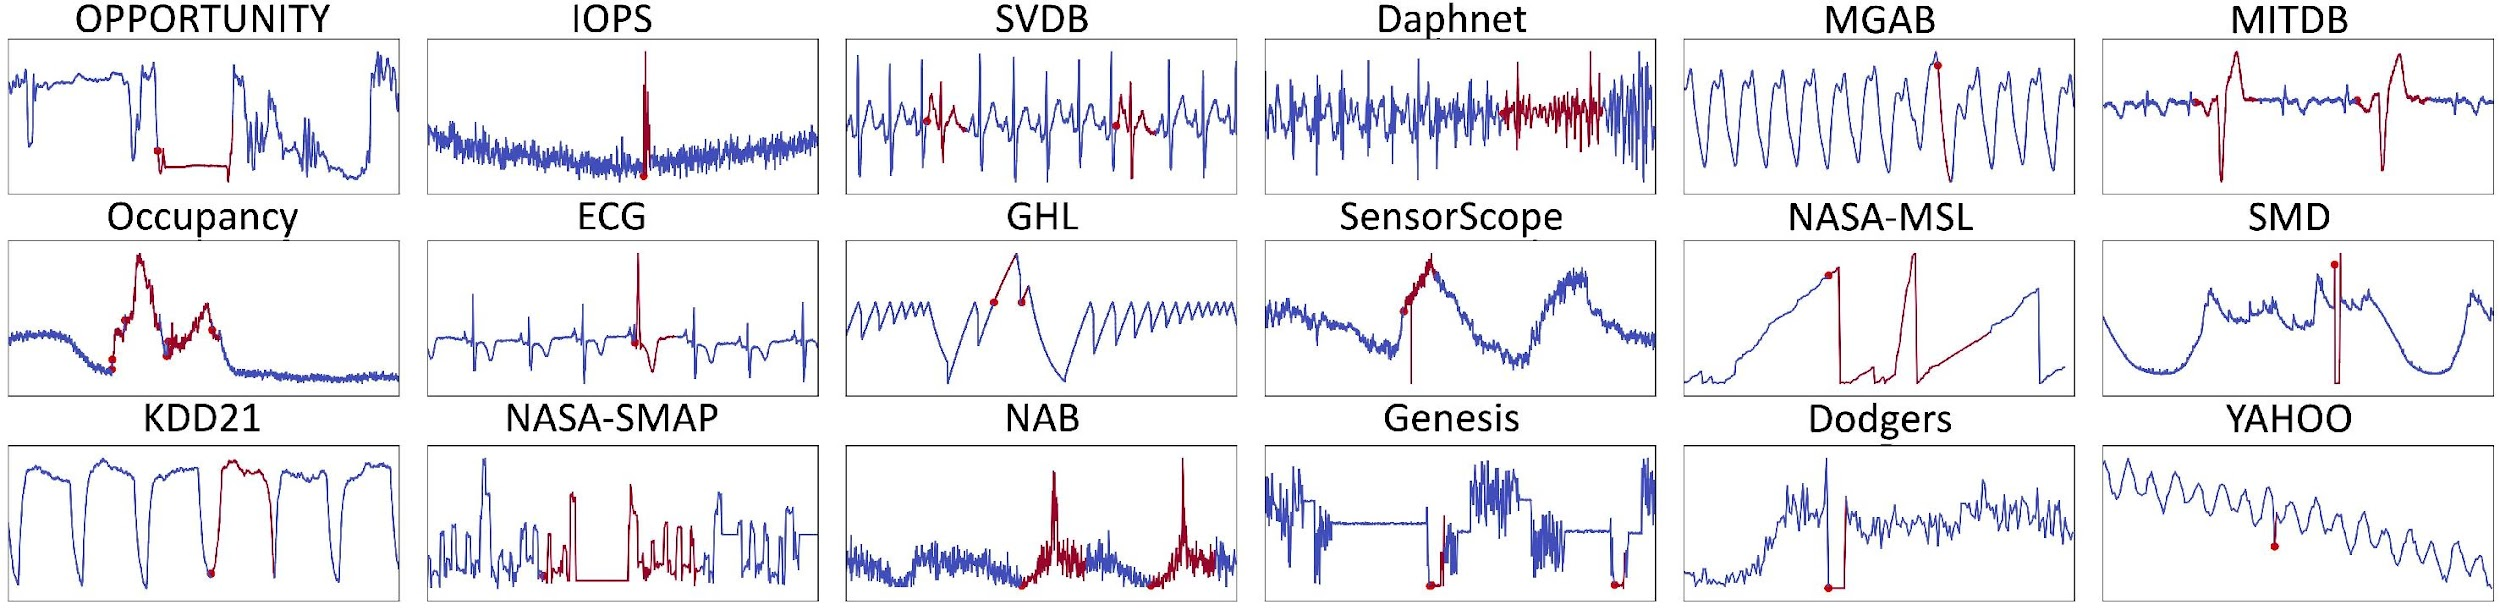 OPPORTUNITY IOPS SVDB Daphnet MGAB MITDB
Occupancy ECG GHL SensorScope NASA-MSL SMD
KDD21 NASA-SMAP NAB Genesis Dodgers YAHOO